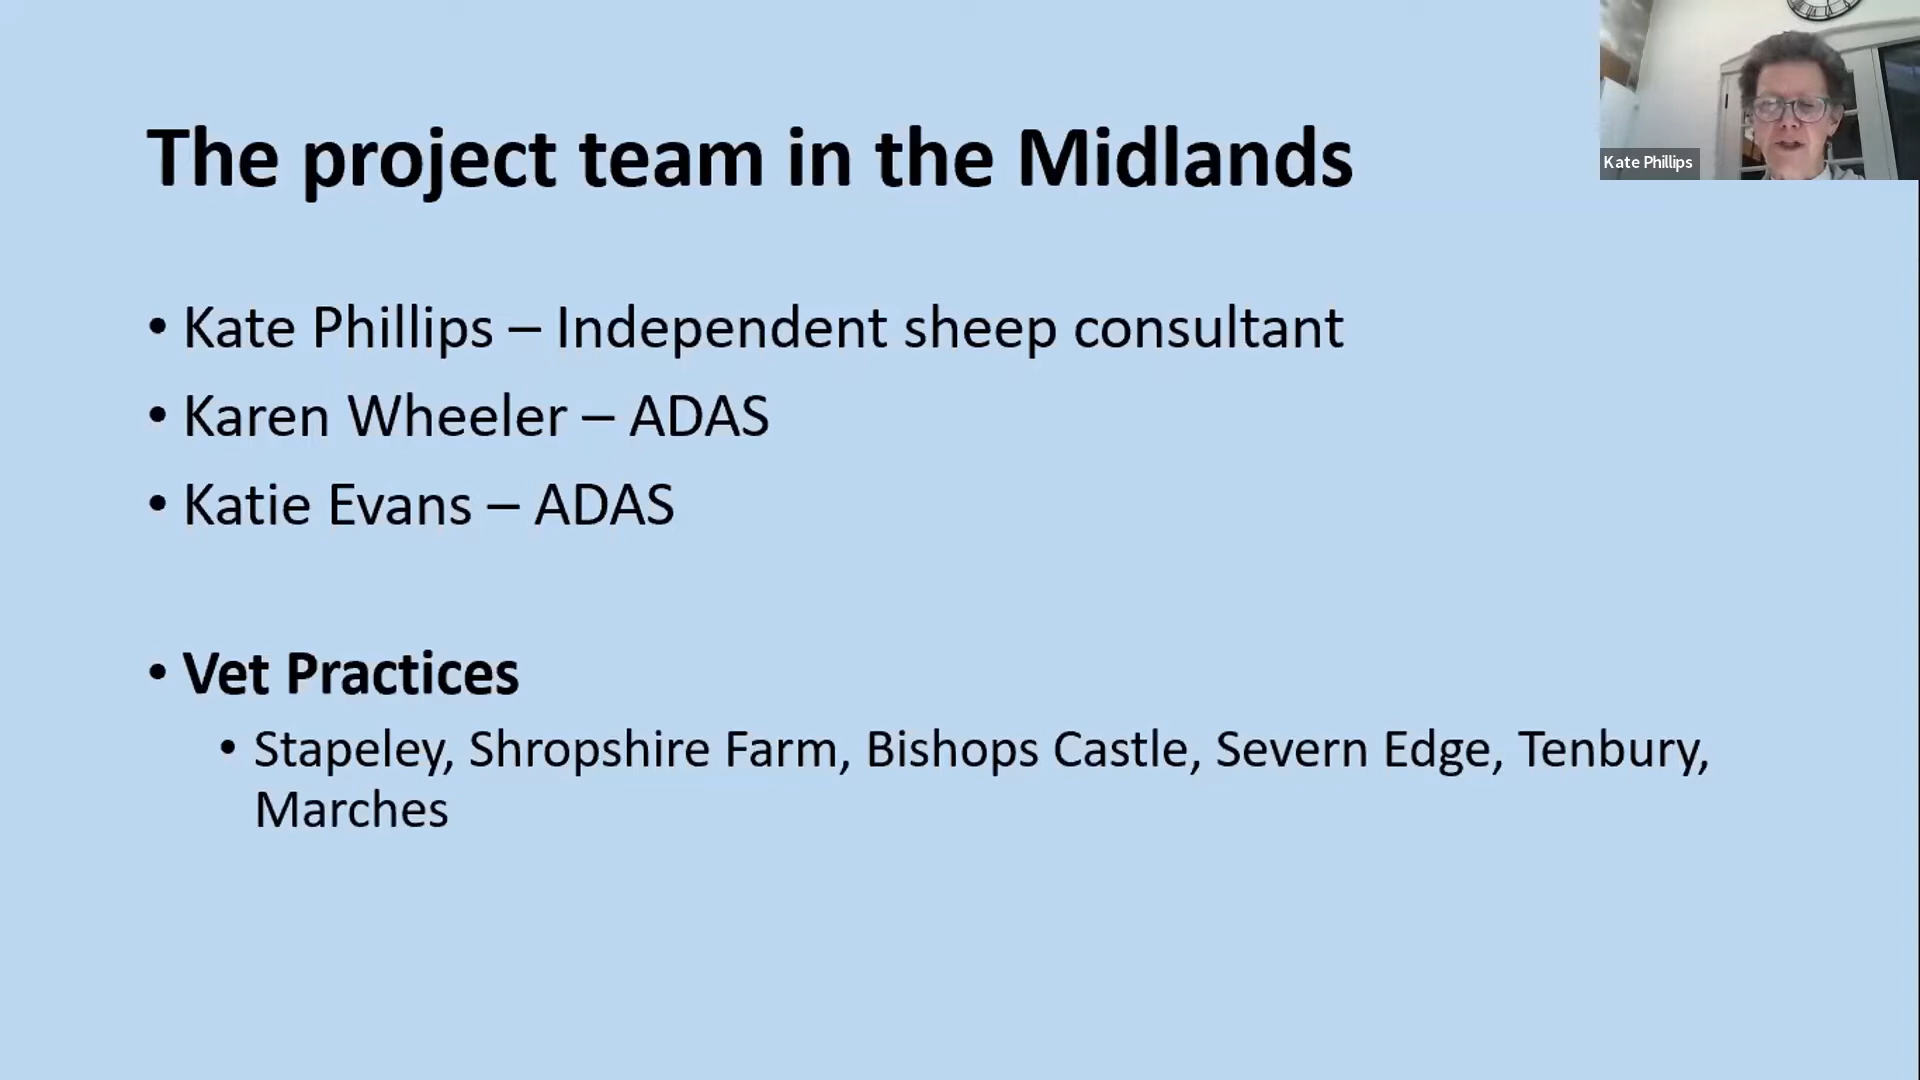 The project team in the Midlands
Kate Phillips
• Kate Phillips – Independent sheep consultant
• Karen Wheeler – ADAS
• Katie Evans – ADAS
• Vet Practices
• Stapeley, Shropshire Farm, Bishops Castle, Severn Edge, Tenbury,
Marches